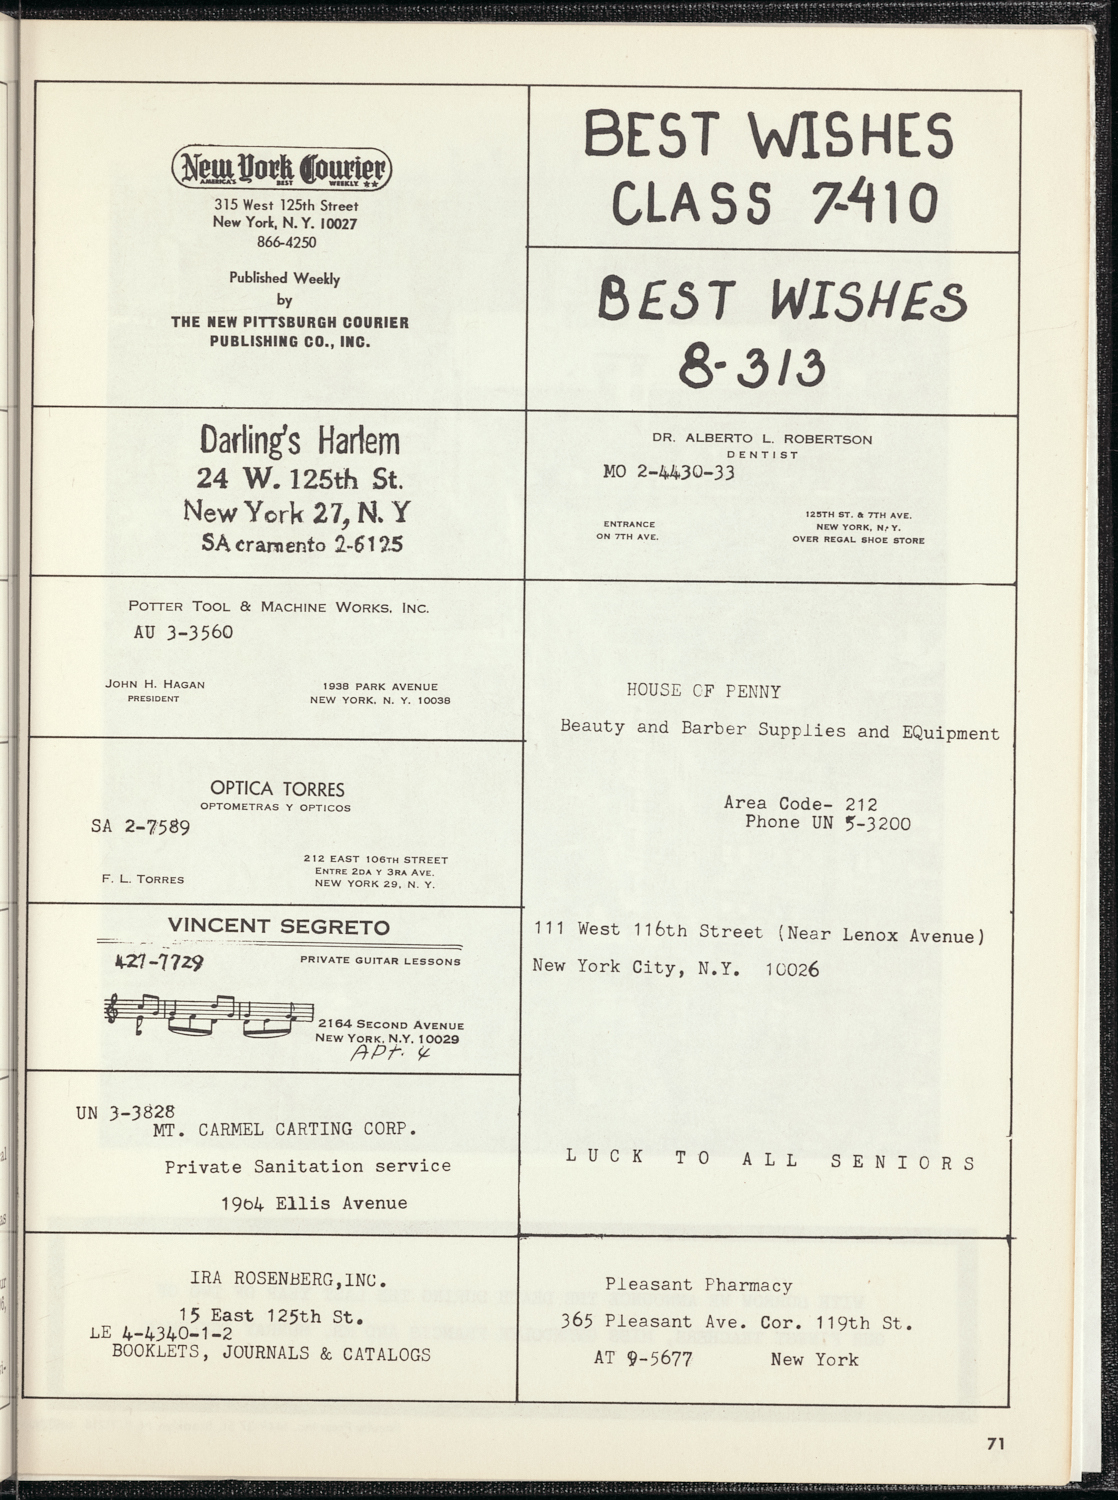 New York Courier
AMERICA'S BEST WEEKLY
315 West 125th Street
New York, N. Y. 10027
866-4250
Published Weekly
by
THE NEW PITTSBURGH COURIER
PUBLISHING CO., INC.
BEST WISHES
CLASS 7-410
BEST WISHES
8-313
Darling's Harlem
24 W. 125th St.
New York 27, N. Y
SAcramento 2-6125
DR. ALBERTO L. ROBERTSON
DENTIST
MO 2-4430-33
ENTRANCE
ON 7TH AVE.
125TH ST. & 7TH AVE.
NEW YORK, N. Y.
OVER REGAL SHOE STORE
POTTER TOOL & MACHINE WORKS, INC.
AU 3-3560
JOHN H. HAGAN
PRESIDENT
1938 PARK AVENUE
NEW YORK, N. Y. 10038
HOUSE OF PENNY
Beauty and Barber Supplies and EQuipment
Area Code- 212
Phone UN 5-3200
111 West 116th Street (Near Lenox Avenue)
New York City, N.Y. 10026
LUCK TO ALL SENIORS
OPTICA TORRES
OPTOMETRAS Y OPTICOS
SA 2-7589
F. L. TORRES
212 EAST 106TH STREET
ENTRE 2DA Y 3RA AVE.
NEW YORK 29, N. Y.
VINCENT SEGRETO
427-7729
PRIVATE GUITAR LESSONS
2164 SECOND AVENUE
NEW YORK, N.Y. 10029
APt. 4
UN 3-3828
MT. CARMEL CARTING CORP.
Private Sanitation service
1964 Ellis Avenue
IRA ROSENBERG,INC.
15 East 125th St.
LE 4-4340-1-2
BOOKLETS, JOURNALS & CATALOGS
Pleasant Pharmacy
365 Pleasant Ave. Cor. 119th St.
AT 9-5677 New York
71